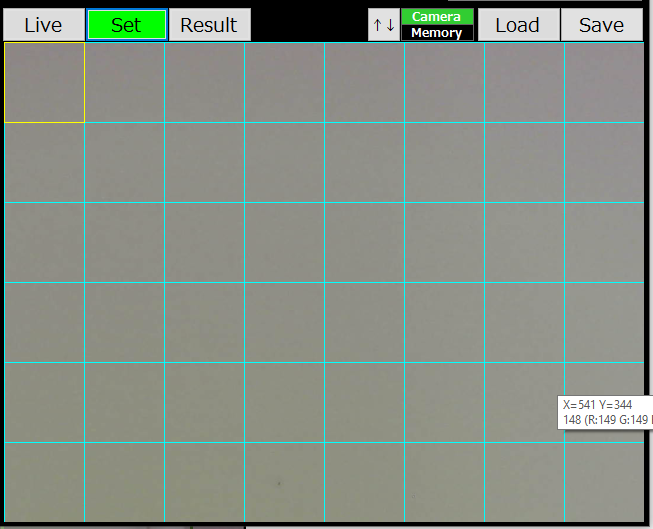 Live Set Result ↑↓ Camera Load Save
Memory
X=541 Y=344
148 (R:149 G:149